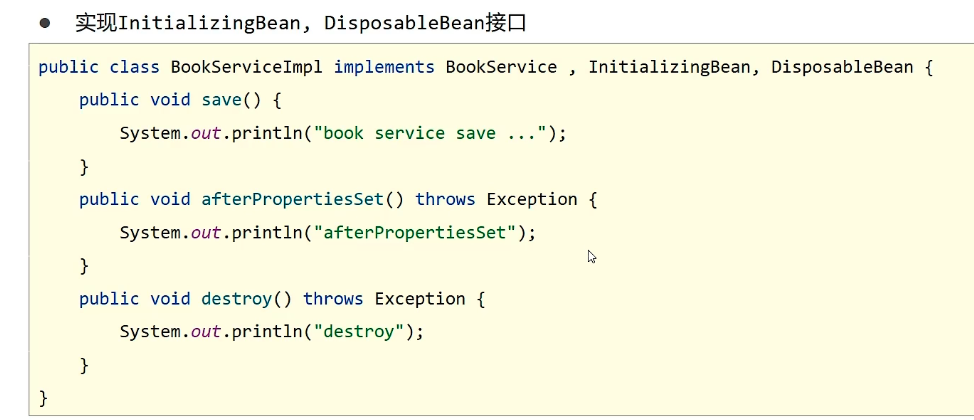 ● 实现InitializingBean, DisposableBean接口
public class BookServiceImpl implements BookService , InitializingBean, DisposableBean {
    public void save() {
        System.out.println("book service save ...");
    }
    public void afterPropertiesSet() throws Exception {
        System.out.println("afterPropertiesSet");
    }
    public void destroy() throws Exception {
        System.out.println("destroy");
    }
}